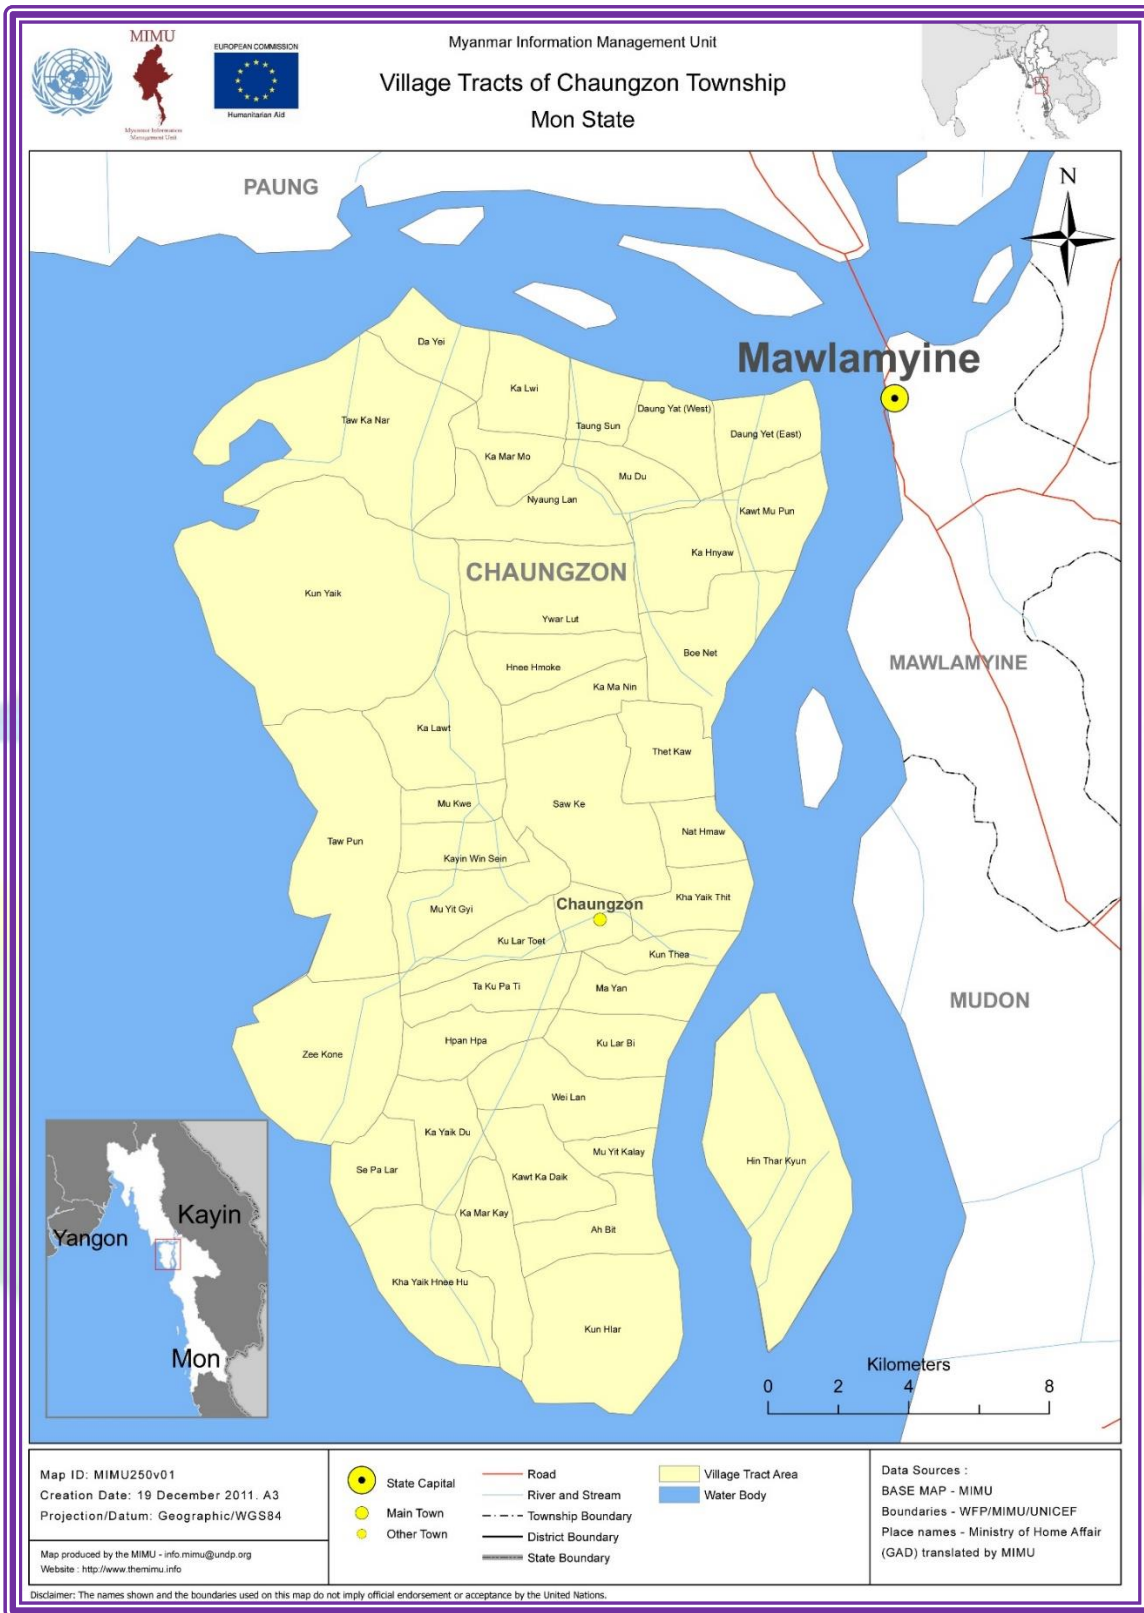 MIMU
Myanmar Information
Management Unit
EUROPEAN COMMISSION
Humanitarian Aid
Myanmar Information Management Unit
Village Tracts of Chaungzon Township
Mon State
PAUNG
N
Mawlamyine
Da Yei
Ka Lwi
Taw Ka Nar
Daung Yat (West)
Taung Sun
Daung Yet (East)
Ka Mar Mo
Mu Du
Nyaung Lan
Kawt Mu Pun
Ka Hnyaw
CHAUNGZON
Kun Yaik
Ywar Lut
Boe Net
MAWLAMYINE
Hnee Hmoke
Ka Ma Nin
Ka Lawt
Thet Kaw
Mu Kwe
Saw Ke
Nat Hmaw
Taw Pun
Kayin Win Sein
Kha Yaik Thit
Chaungzon
Mu Yit Gyi
Ku Lar Toet
Kun Thea
Ta Ku Pa Ti
Ma Yan
MUDON
Hpan Hpa
Ku Lar Bi
Zee Kone
Wei Lan
Ka Yaik Du
Mu Yit Kalay
Hin Thar Kyun
Se Pa Lar
Kawt Ka Daik
Ka Mar Kay
Ah Bit
Kha Yaik Hnee Hu
Kun Hlar
Kayin
Yangon
Mon
Kilometers
0 2 4 8
Map ID: MIMU250v01
Creation Date: 19 December 2011. A3
Projection/Datum: Geographic/WGS84
Map produced by the MIMU - info.mimu@undp.org
Website : http://www.themimu.info
State Capital
Main Town
Other Town
Road
River and Stream
Township Boundary
District Boundary
State Boundary
Village Tract Area
Water Body
Data Sources :
BASE MAP - MIMU
Boundaries - WFP/MIMU/UNICEF
Place names - Ministry of Home Affair
(GAD) translated by MIMU
Disclaimer: The names shown and the boundaries used on this map do not imply official endorsement or acceptance by the United Nations.